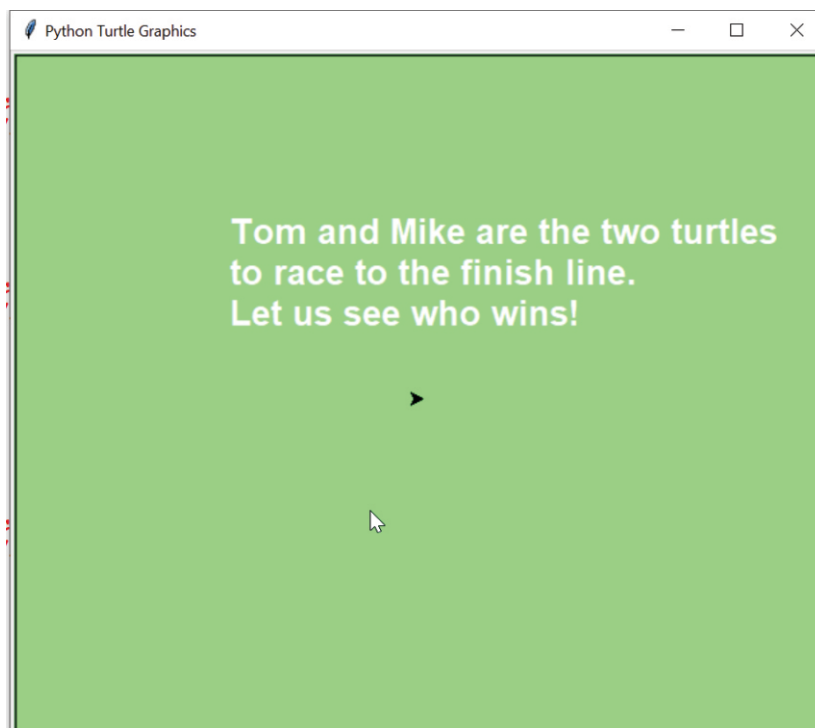 Python Turtle Graphics
Tom and Mike are the two turtles
to race to the finish line.
Let us see who wins!